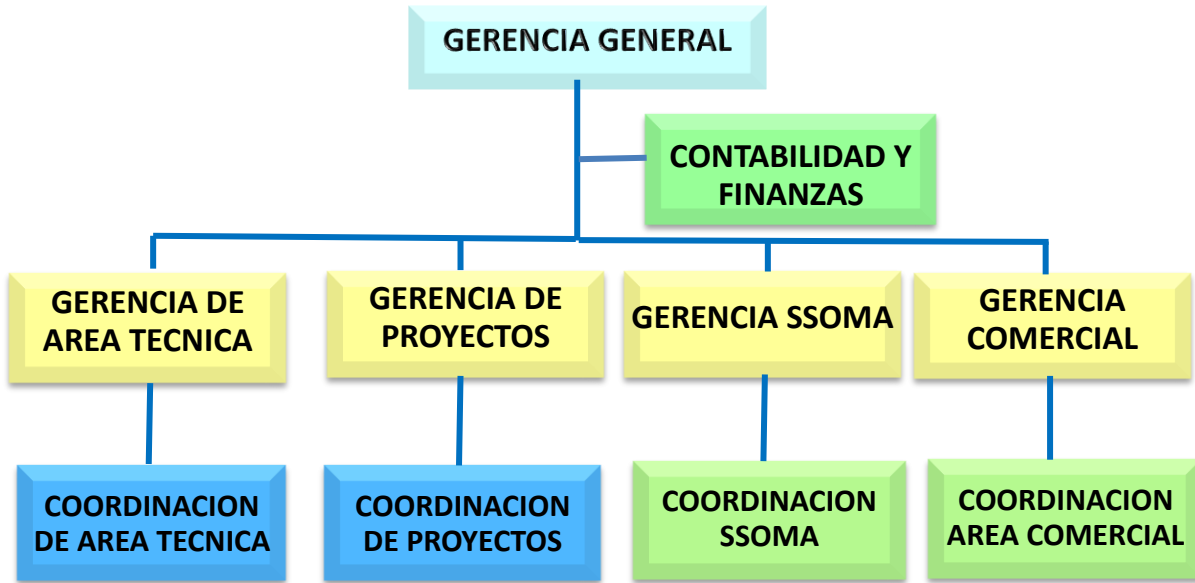 GERENCIA GENERAL
CONTABILIDAD Y
FINANZAS
GERENCIA DE
AREA TECNICA
GERENCIA DE
PROYECTOS
GERENCIA SSOMA
GERENCIA
COMERCIAL
COORDINACION
DE AREA TECNICA
COORDINACION
DE PROYECTOS
COORDINACION
SSOMA
COORDINACION
AREA COMERCIAL